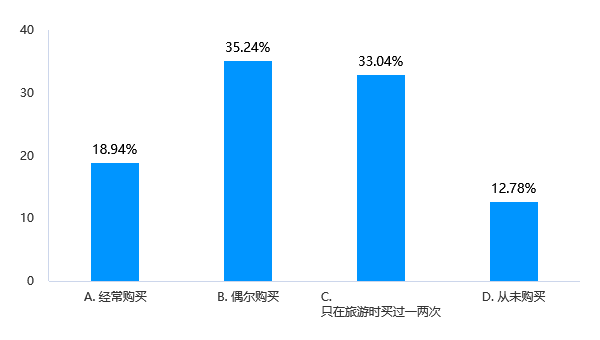 40
35.24%
33.04%
30
18.94%
20
12.78%
10
0
A. 经常购买
B. 偶尔购买
C.
只在旅游时买过一两次
D. 从未购买